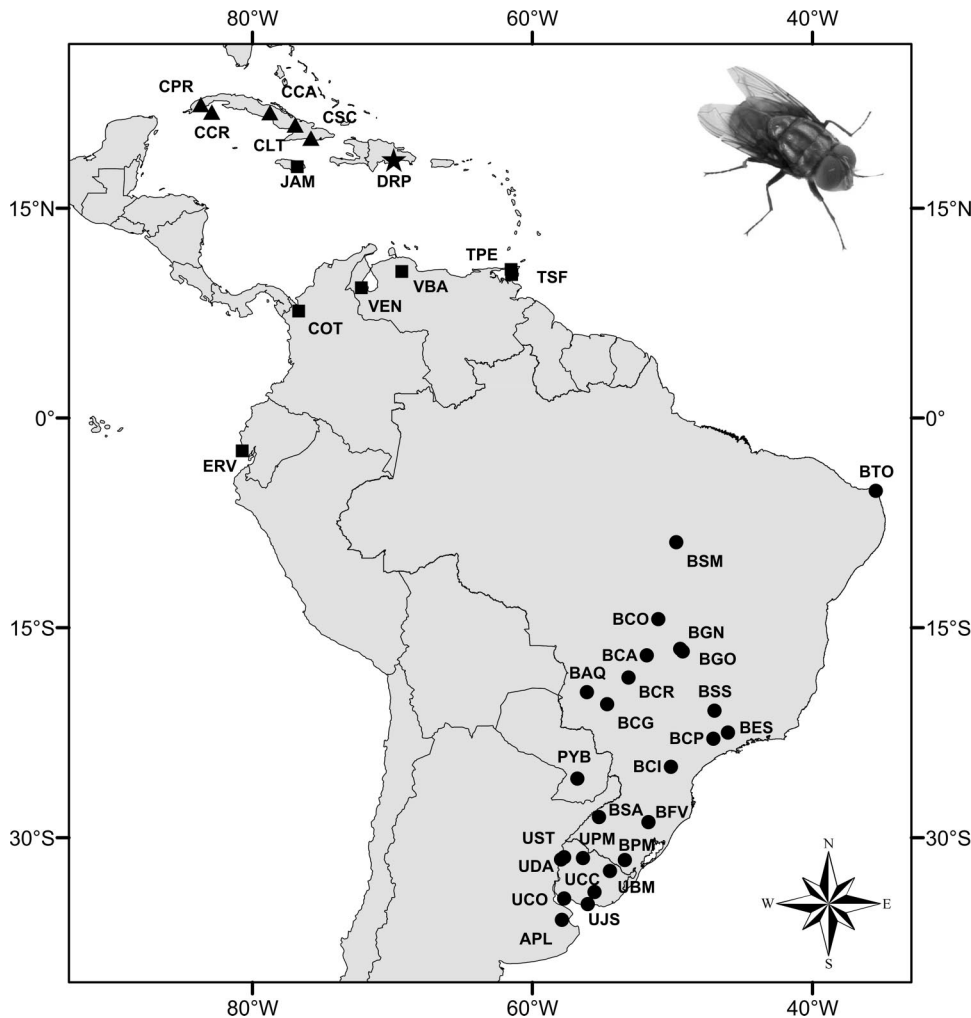 80°W 60°W 40°W
CPR
CCA
CCR
CSC
CLT
JAM
DRP
15°N 15°N
TPE
TSF
VBA
VEN
COT
0° 0°
ERV
BTO
BSM
15°S 15°S
BCO
BGN
BCA
BGO
BAQ
BCR
BSS
BCG
BES
BCP
PYB
BCI
BSA
BFV
30°S 30°S
UST
UPM
BPM
UDA
UCC
UBM
UCO
UJS
APL
N
W E
S
80°W 60°W 40°W